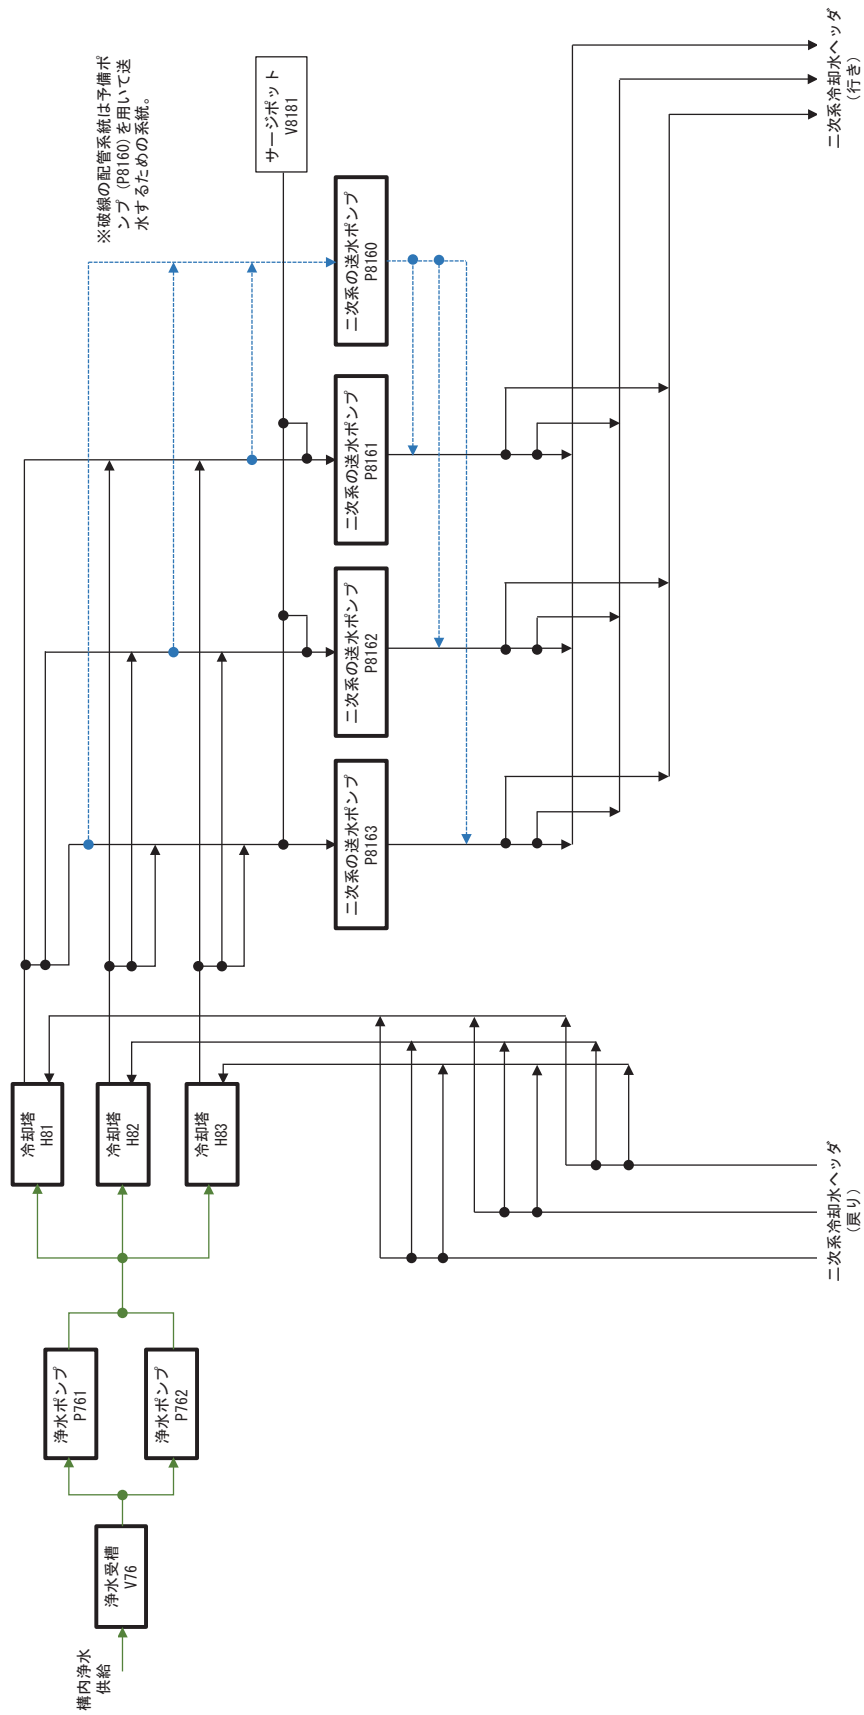 構内浄水
供給
浄水受槽
V76
浄水ポンプ
P761
浄水ポンプ
P762
冷却塔
H81
冷却塔
H82
冷却塔
H83
※破線の配管系統は予備ポ
ンプ (P8160)を用いて送
水するための系統。
サージポット
V8181
二次系の送水ポンプ
P8163
二次系の送水ポンプ
P8162
二次系の送水ポンプ
P8161
二次系の送水ポンプ
P8160
二次系冷却水ヘッダ
(戻り)
二次系冷却水ヘッダ
(行き)